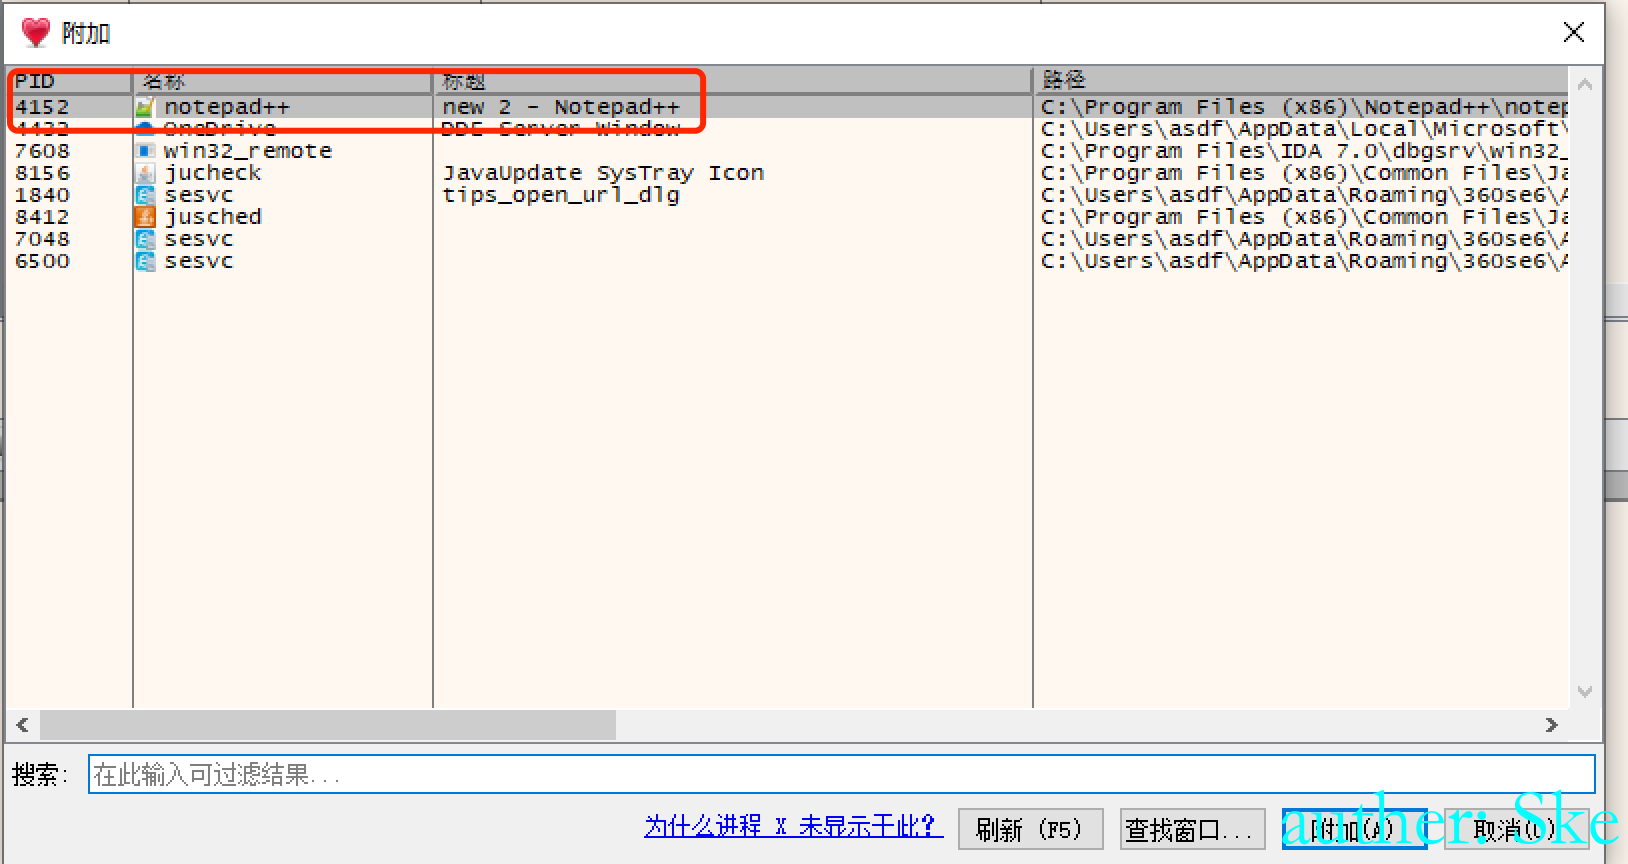 附加
PID 名称 标题 路径
4152 notepad++ new 2 - Notepad++ C:\Program Files (x86)\Notepad++\notep
4432 OneDrive DDE Server Window C:\Users\asdf\AppData\Local\Microsoft\
7608 win32_remote C:\Program Files\IDA 7.0\dbgsrv\win32_
8156 jucheck JavaUpdate SysTray Icon C:\Program Files (x86)\Common Files\Ja
1840 sesvc tips_open_url_dlg C:\Users\asdf\AppData\Roaming\360se6\A
8412 jusched C:\Program Files (x86)\Common Files\Ja
7048 sesvc C:\Users\asdf\AppData\Roaming\360se6\A
6500 sesvc C:\Users\asdf\AppData\Roaming\360se6\A
搜索: 在此输入可过滤结果...
为什么进程 X 未显示于此? 刷新 (F5) 查找窗口... 附加(A) 取消(C)
auther: Ske